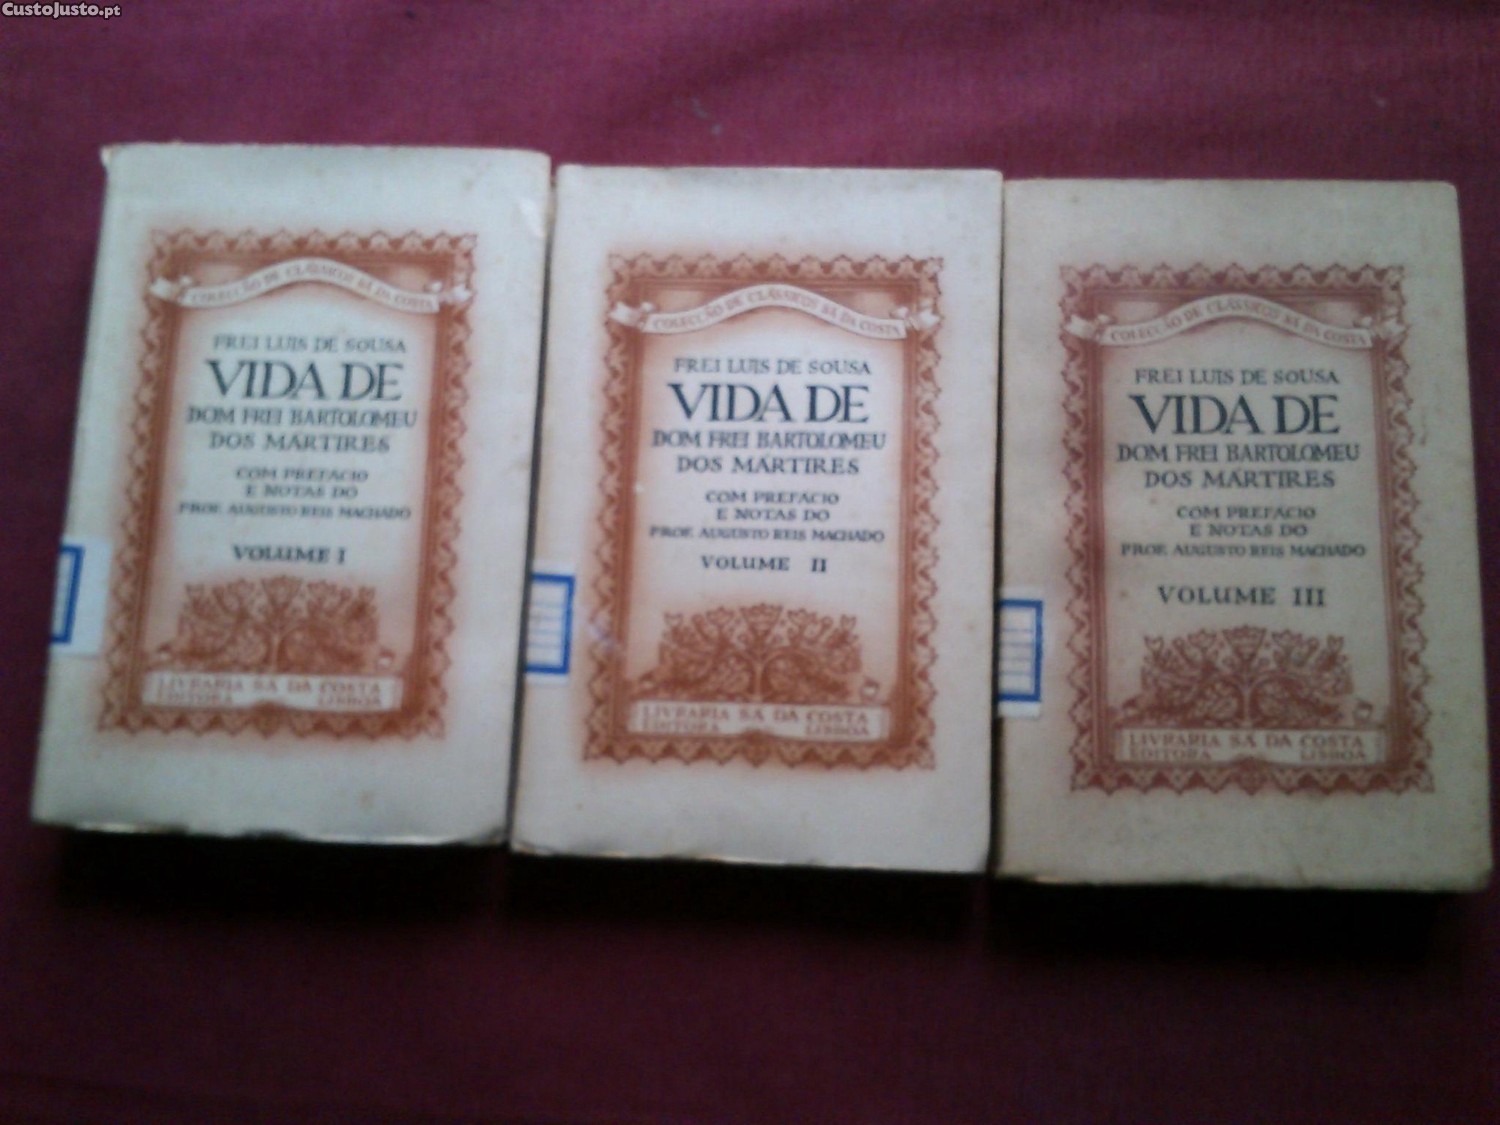 CustoJusto.pt
COLECÇÃO DE CLÁSSICOS SÁ DA COSTA
FREI LUIS DE SOUSA
VIDA DE
DOM FREI BARTOLOMEU
DOS MÁRTIRES
COM PREFÁCIO
E NOTAS DO
PROF. AUGUSTO REIS MACHADO
VOLUME I
LIVRARIA SÁ DA COSTA
EDITORA LISBOA
COLECÇÃO DE CLÁSSICOS SÁ DA COSTA
FREI LUIS DE SOUSA
VIDA DE
DOM FREI BARTOLOMEU
DOS MÁRTIRES
COM PREFÁCIO
E NOTAS DO
PROF. AUGUSTO REIS MACHADO
VOLUME II
LIVRARIA SÁ DA COSTA
EDITORA LISBOA
COLECÇÃO DE CLÁSSICOS SÁ DA COSTA
FREI LUIS DE SOUSA
VIDA DE
DOM FREI BARTOLOMEU
DOS MÁRTIRES
COM PREFÁCIO
E NOTAS DO
PROF. AUGUSTO REIS MACHADO
VOLUME III
LIVRARIA SÁ DA COSTA
EDITORA LISBOA